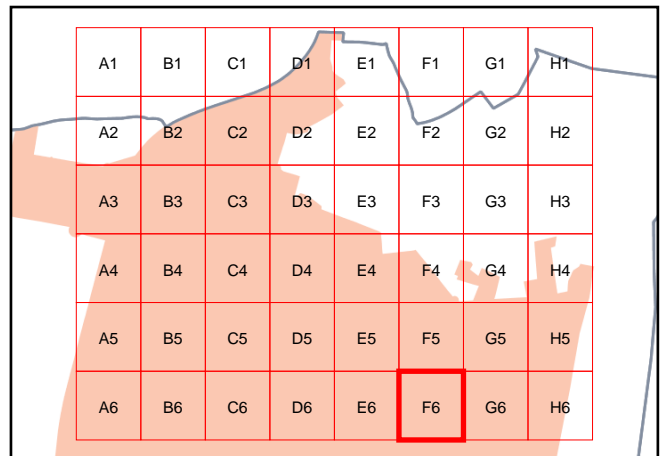 A1 B1 C1 D1 E1 F1 G1 H1
A2 B2 C2 D2 E2 F2 G2 H2
A3 B3 C3 D3 E3 F3 G3 H3
A4 B4 C4 D4 E4 F4 G4 H4
A5 B5 C5 D5 E5 F5 G5 H5
A6 B6 C6 D6 E6 F6 G6 H6